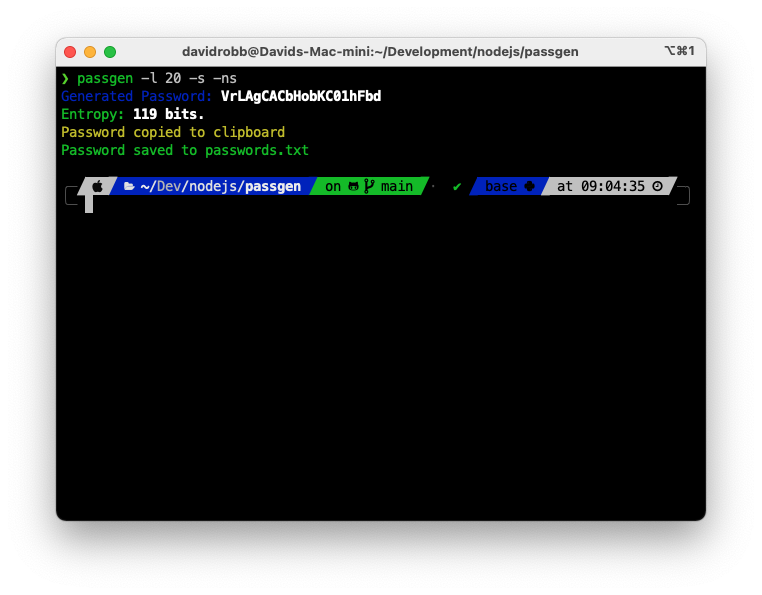 davidrobb@Davids-Mac-mini:~/Development/nodejs/passgen ⌥⌘1
❯ passgen -l 20 -s -ns
Generated Password: VrLAgCACbHobKC01hFbd
Entropy: 119 bits.
Password copied to clipboard
Password saved to passwords.txt
~/Dev/nodejs/passgen on main ✔ base at 09:04:35